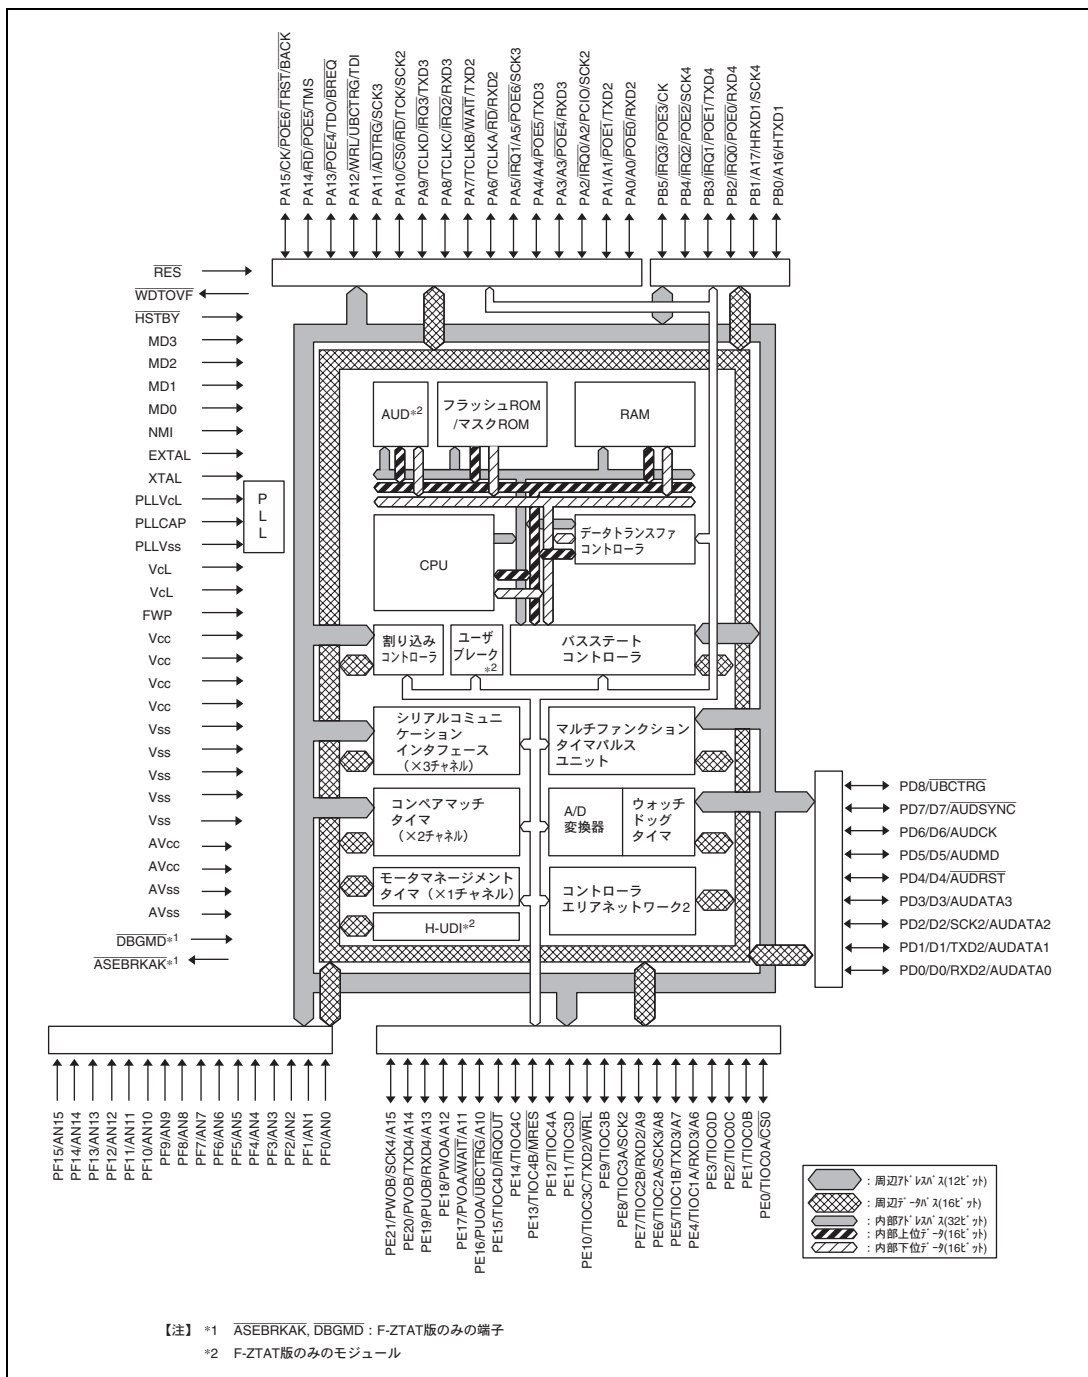 PA15/CK/POE6/TRST/BACK
PA14/RD/POE5/TMS
PA13/POE4/TDO/BREQ
PA12/WRL/UBCTRG/TDI
PA11/ADTRG/SCK3
PA10/CS0/RD/TCK/SCK2
PA9/TCLKD/IRQ3/TXD3
PA8/TCLKC/IRQ2/RXD3
PA7/TCLKB/WAIT/TXD2
PA6/TCLKA/RD/RXD2
PA5/IRQ1/A5/POE6/SCK3
PA4/A4/POE5/TXD3
PA3/A3/POE4/RXD3
PA2/IRQ0/A2/PCIO/SCK2
PA1/A1/POE1/TXD2
PA0/A0/POE0/RXD2
PB5/IRQ3/POE3/CK
PB4/IRQ2/POE2/SCK4
PB3/IRQ1/POE1/TXD4
PB2/IRQ0/POE0/RXD4
PB1/A17/HRXD1/SCK4
PB0/A16/HTXD1
RES
WDTOVF
HSTBY
MD3
MD2
MD1
MD0
NMI
EXTAL
XTAL
PLLVcL
PLLCAP
PLLVss
VcL
VcL
FWP
Vcc
Vcc
Vcc
Vcc
Vss
Vss
Vss
Vss
Vss
AVcc
AVcc
AVss
AVss
DBGMD*1
ASEBRKAK*1
PLL
AUD*2
フラッシュROM
/マスクROM
RAM
CPU
データトランスファ
コントローラ
割り込み
コントローラ
ユーザ
ブレーク
*2
バスステート
コントローラ
シリアルコミュニ
ケーション
インタフェース
(×3チャネル)
マルチファンクション
タイマパルス
ユニット
コンペアマッチ
タイマ
(×2チャネル)
A/D
変換器
ウォッチ
ドッグ
タイマ
モータマネージメント
タイマ(×1チャネル)
コントローラ
エリアネットワーク2
H-UDI*2
PD8/UBCTRG
PD7/D7/AUDSYNC
PD6/D6/AUDCK
PD5/D5/AUDMD
PD4/D4/AUDRST
PD3/D3/AUDATA3
PD2/D2/SCK2/AUDATA2
PD1/D1/TXD2/AUDATA1
PD0/D0/RXD2/AUDATA0
PF15/AN15
PF14/AN14
PF13/AN13
PF12/AN12
PF11/AN11
PF10/AN10
PF9/AN9
PF8/AN8
PF7/AN7
PF6/AN6
PF5/AN5
PF4/AN4
PF3/AN3
PF2/AN2
PF1/AN1
PF0/AN0
PE21/PWOB/SCK4/A15
PE20/PVOB/TXD4/A14
PE19/PUOB/RXD4/A13
PE18/PWOA/A12
PE17/PVOA/WAIT/A11
PE16/PUOA/UBCTRG/A10
PE15/TIOC4D/IRQOUT
PE14/TIOC4C
PE13/TIOC4B/MRES
PE12/TIOC4A
PE11/TIOC3D
PE10/TIOC3C/TXD2/WRL
PE9/TIOC3B
PE8/TIOC3A/SCK2
PE7/TIOC2B/RXD2/A9
PE6/TIOC2A/SCK3/A8
PE5/TIOC1B/TXD3/A7
PE4/TIOC1A/RXD3/A6
PE3/TIOC0D
PE2/TIOC0C
PE1/TIOC0B
PE0/TIOC0A/CS0
: 周辺ｱﾄﾞﾚｽﾊﾞｽ(12ﾋﾞｯﾄ)
: 周辺ﾃﾞｰﾀﾊﾞｽ(16ﾋﾞｯﾄ)
: 内部ｱﾄﾞﾚｽﾊﾞｽ(32ﾋﾞｯﾄ)
: 内部上位ﾃﾞｰﾀ(16ﾋﾞｯﾄ)
: 内部下位ﾃﾞｰﾀ(16ﾋﾞｯﾄ)
【注】 *1 ASEBRKAK, DBGMD : F-ZTAT版のみの端子
*2 F-ZTAT版のみのモジュール